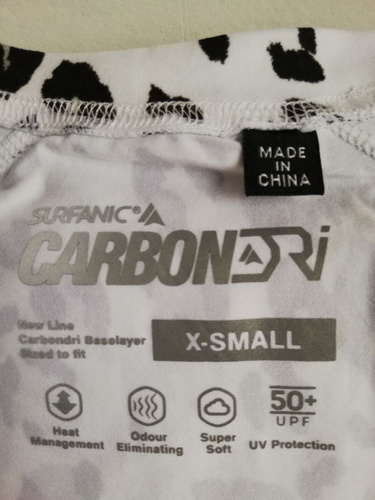 MADE
IN
CHINA
SURFANIC®
CARBONDRi
New Line
Carbondri Baselayer
Sized to fit
X-SMALL
Heat
Management
Odour
Eliminating
Super
Soft
50+
UPF
UV Protection